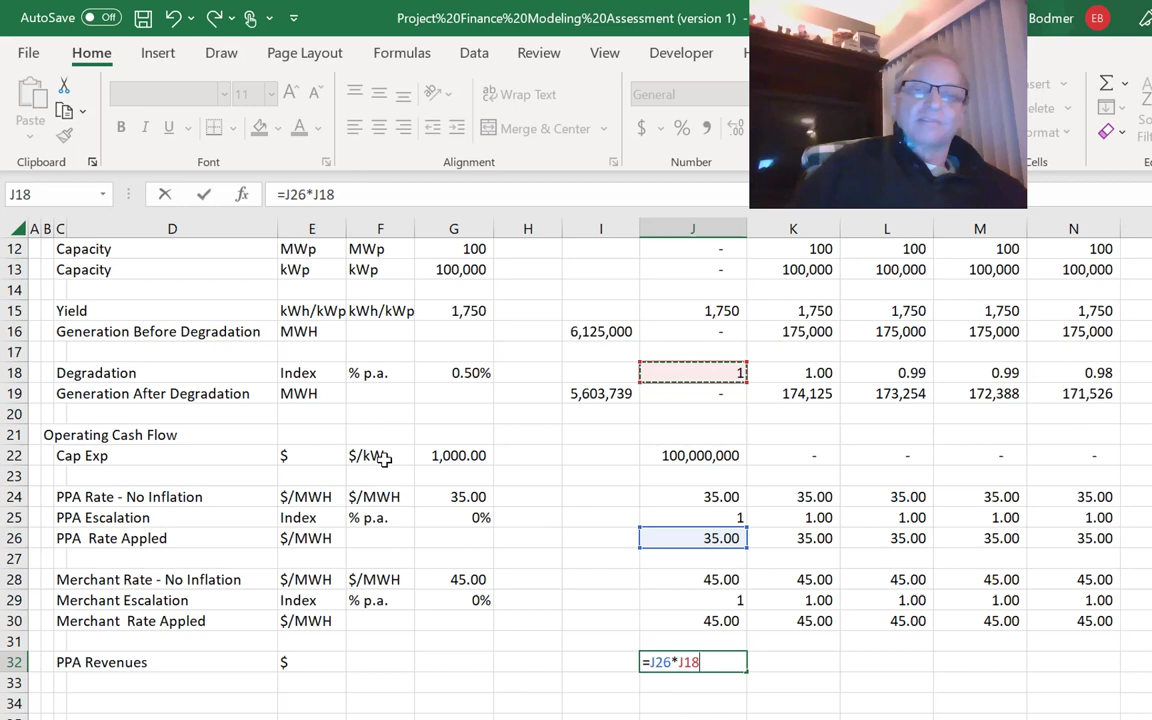 AutoSave Off Project%20Finance%20Modeling%20Assessment (version 1) - Bodmer EB
File Home Insert Draw Page Layout Formulas Data Review View Developer
Paste 11 A A Wrap Text General Σ
B I U A Merge & Center $ % 9
Clipboard Font Alignment Number Cells
J18 fx =J26*J18
A B C D E F G H I J K L M N
12 Capacity MWp MWp 100 - 100 100 100 100
13 Capacity kWp kWp 100,000 - 100,000 100,000 100,000 100,000
14
15 Yield kWh/kWp kWh/kWp 1,750 1,750 1,750 1,750 1,750 1,750
16 Generation Before Degradation MWH 6,125,000 - 175,000 175,000 175,000 175,000
17
18 Degradation Index % p.a. 0.50% 1 1.00 0.99 0.99 0.98
19 Generation After Degradation MWH 5,603,739 - 174,125 173,254 172,388 171,526
20
21 Operating Cash Flow
22 Cap Exp $ 1,000.00 100,000,000 - - - -
23
24 PPA Rate - No Inflation $/MWH $/MWH 35.00 35.00 35.00 35.00 35.00 35.00
25 PPA Escalation Index % p.a. 0% 1 1.00 1.00 1.00 1.00
26 PPA Rate Appled $/MWH 35.00 35.00 35.00 35.00 35.00
27
28 Merchant Rate - No Inflation $/MWH $/MWH 45.00 45.00 45.00 45.00 45.00 45.00
29 Merchant Escalation Index % p.a. 0% 1 1.00 1.00 1.00 1.00
30 Merchant Rate Appled $/MWH 45.00 45.00 45.00 45.00 45.00
31
32 PPA Revenues $ =J26*J18
33
34